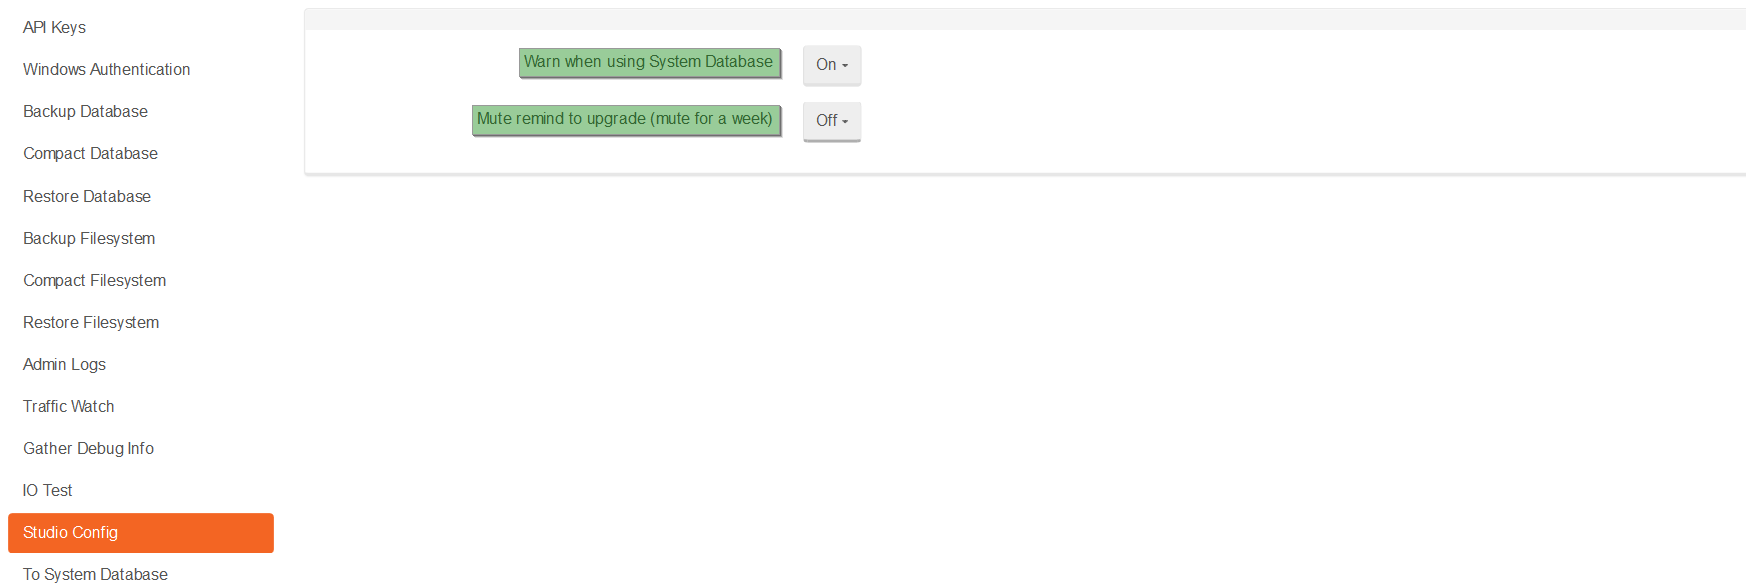 API Keys
Windows Authentication
Backup Database
Compact Database
Restore Database
Backup Filesystem
Compact Filesystem
Restore Filesystem
Admin Logs
Traffic Watch
Gather Debug Info
IO Test
Studio Config
To System Database
Warn when using System Database On
Mute remind to upgrade (mute for a week) Off